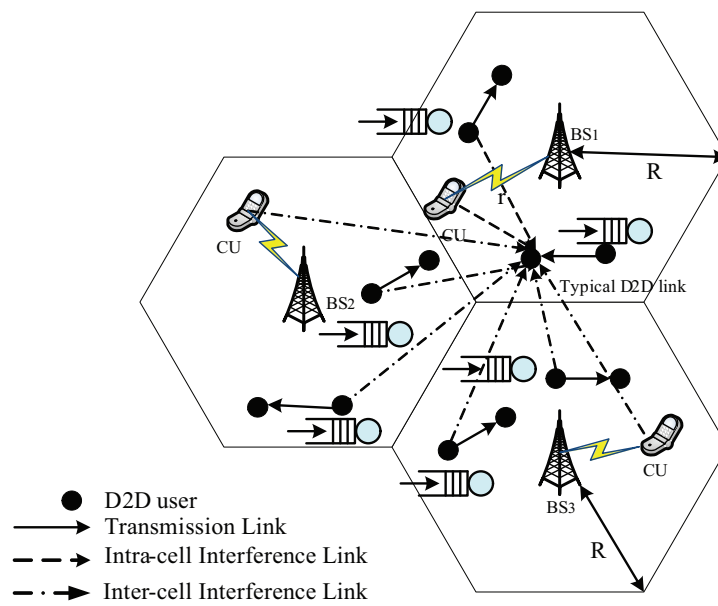 BS1
R
r
CU
CU
BS2
Typical D2D link
CU
BS3
R
D2D user
Transmission Link
Intra-cell Interference Link
Inter-cell Interference Link